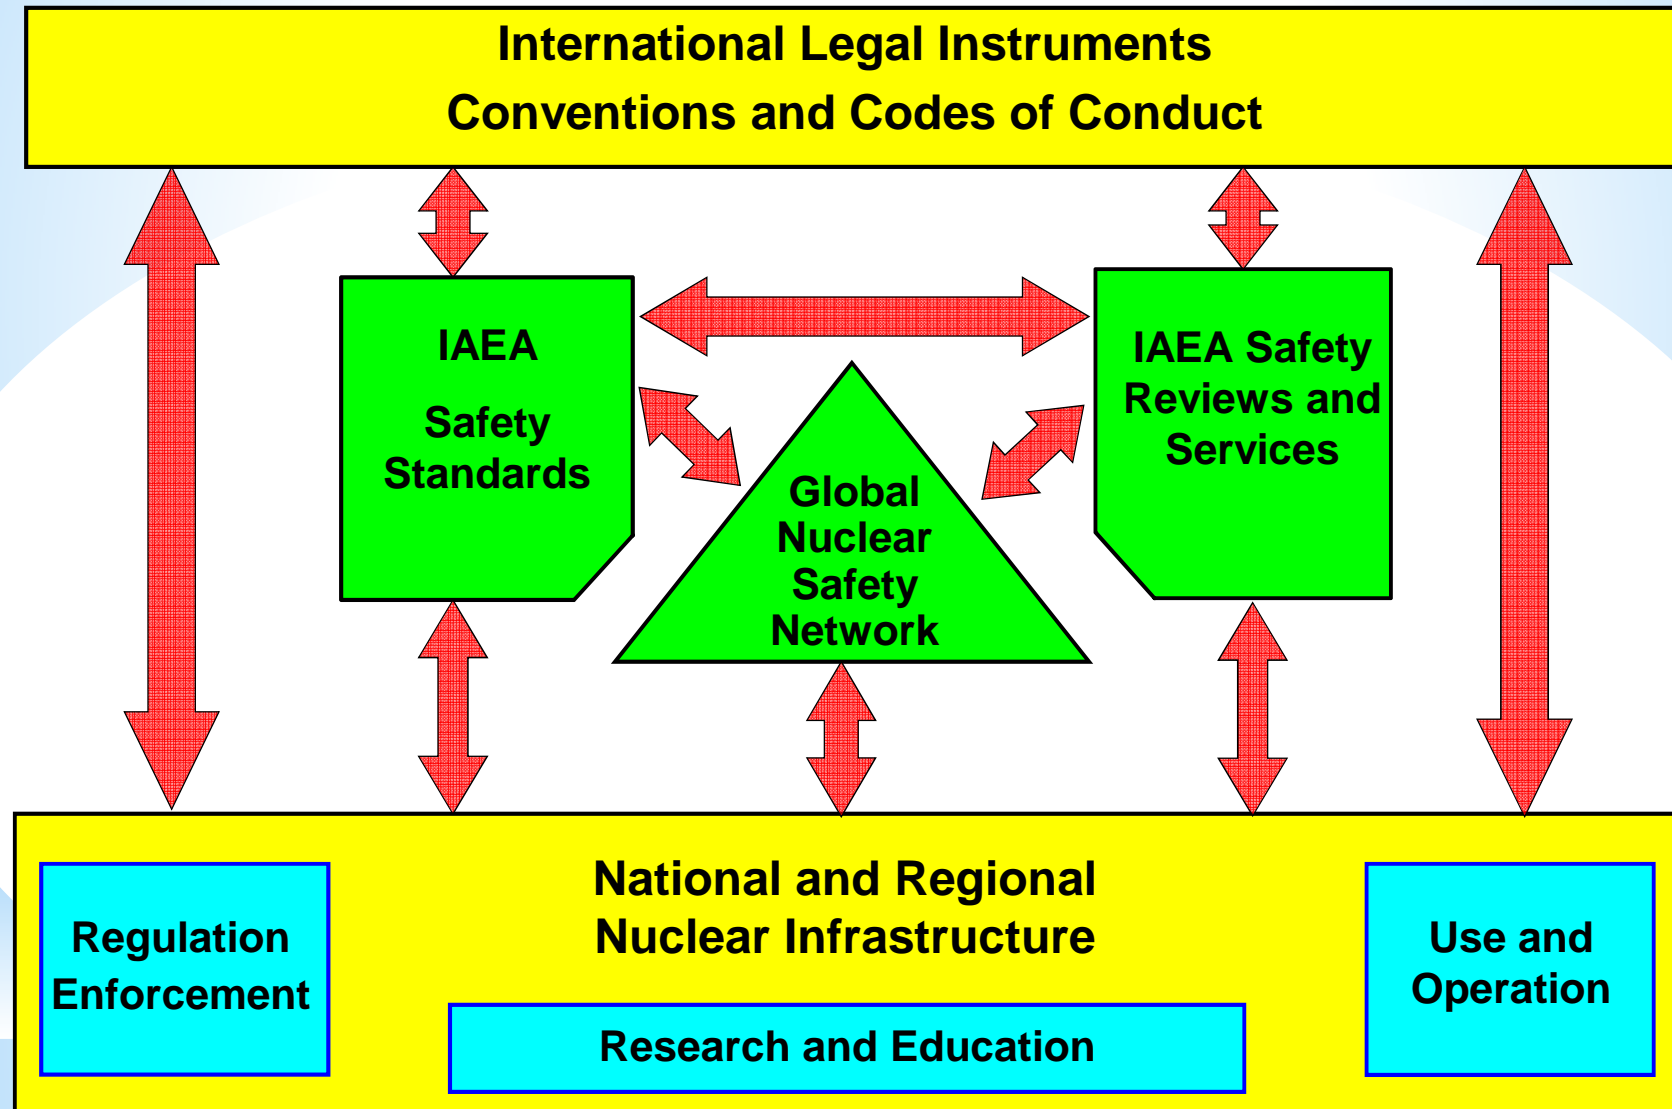 International Legal Instruments
Conventions and Codes of Conduct
IAEA
Safety
Standards
IAEA Safety
Reviews and
Services
Global
Nuclear
Safety
Network
National and Regional
Nuclear Infrastructure
Regulation
Enforcement
Research and Education
Use and
Operation